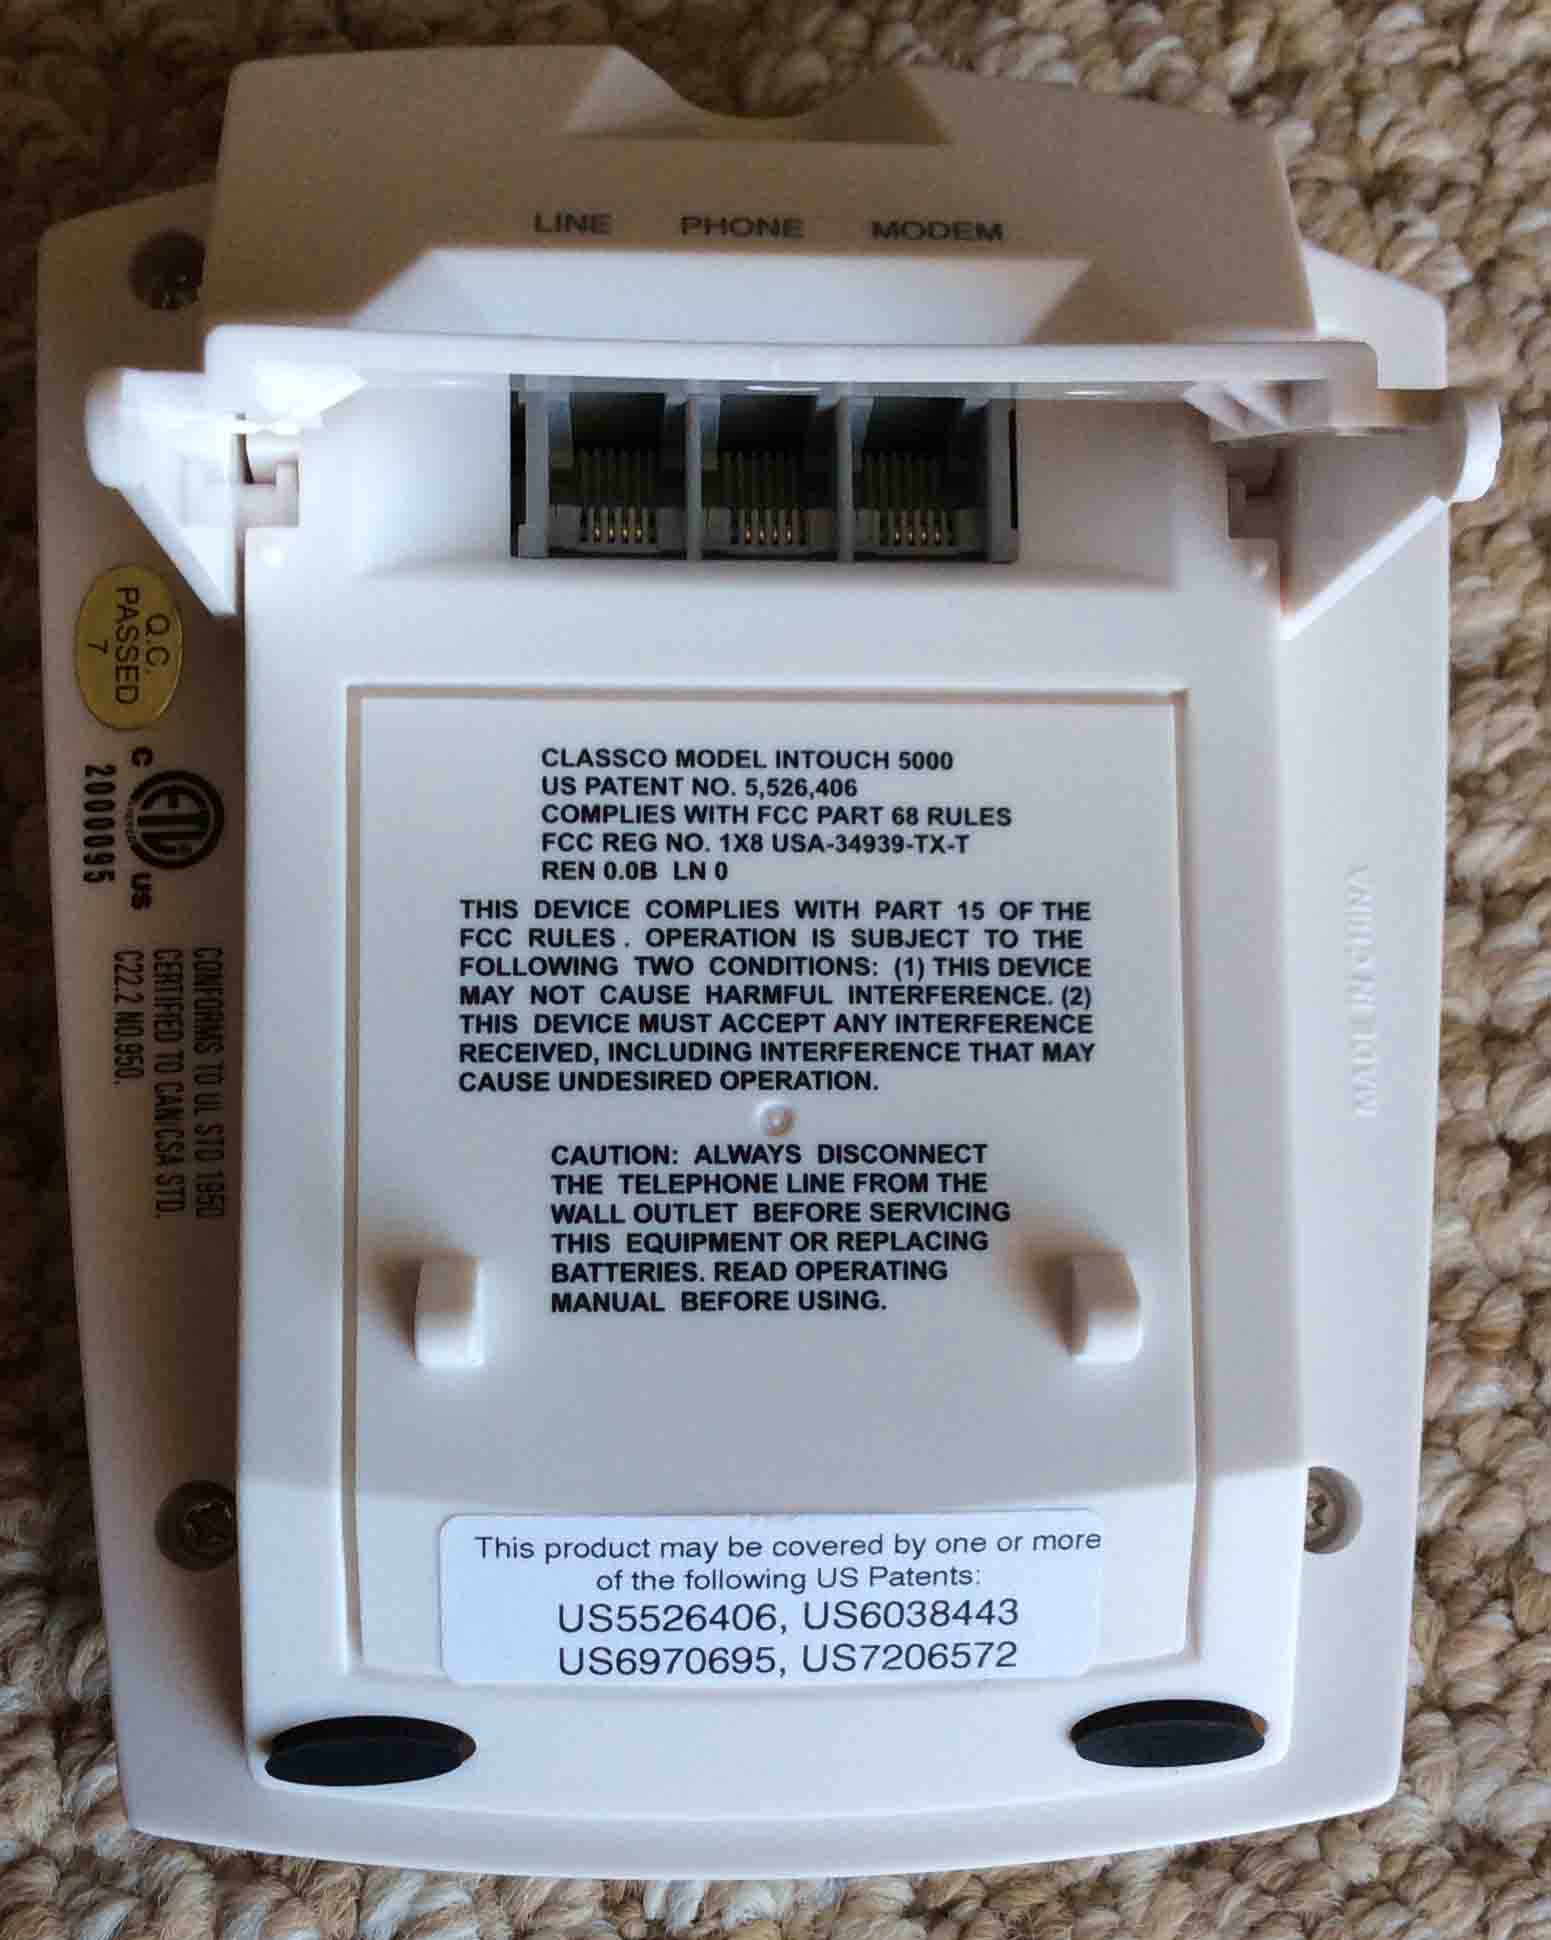 LINE PHONE MODEM
Q.C.
PASSED
7
C ETL US
2000095
CONFORMS TO UL STD 1950
CERTIFIED TO CAN/CSA STD.
C22.2 NO.950.
CLASSCO MODEL INTOUCH 5000
US PATENT NO. 5,526,406
COMPLIES WITH FCC PART 68 RULES
FCC REG NO. 1X8 USA-34939-TX-T
REN 0.0B LN 0
THIS DEVICE COMPLIES WITH PART 15 OF THE
FCC RULES . OPERATION IS SUBJECT TO THE
FOLLOWING TWO CONDITIONS: (1) THIS DEVICE
MAY NOT CAUSE HARMFUL INTERFERENCE. (2)
THIS DEVICE MUST ACCEPT ANY INTERFERENCE
RECEIVED, INCLUDING INTERFERENCE THAT MAY
CAUSE UNDESIRED OPERATION.
CAUTION: ALWAYS DISCONNECT
THE TELEPHONE LINE FROM THE
WALL OUTLET BEFORE SERVICING
THIS EQUIPMENT OR REPLACING
BATTERIES. READ OPERATING
MANUAL BEFORE USING.
MADE IN CHINA
This product may be covered by one or more
of the following US Patents:
US5526406, US6038443
US6970695, US7206572